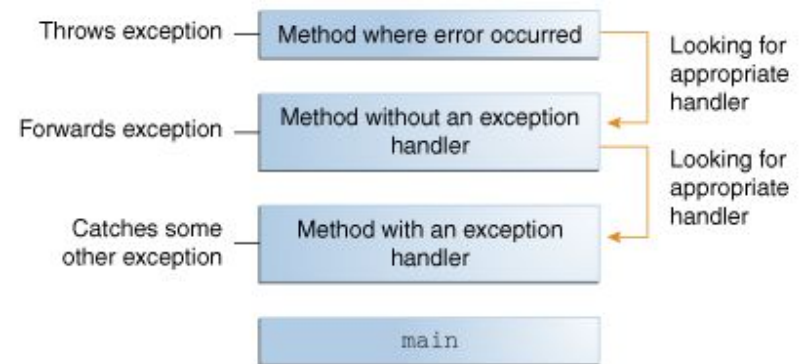 Throws exception
Method where error occurred
Looking for
appropriate
handler
Forwards exception
Method without an exception
handler
Looking for
appropriate
handler
Catches some
other exception
Method with an exception
handler
main